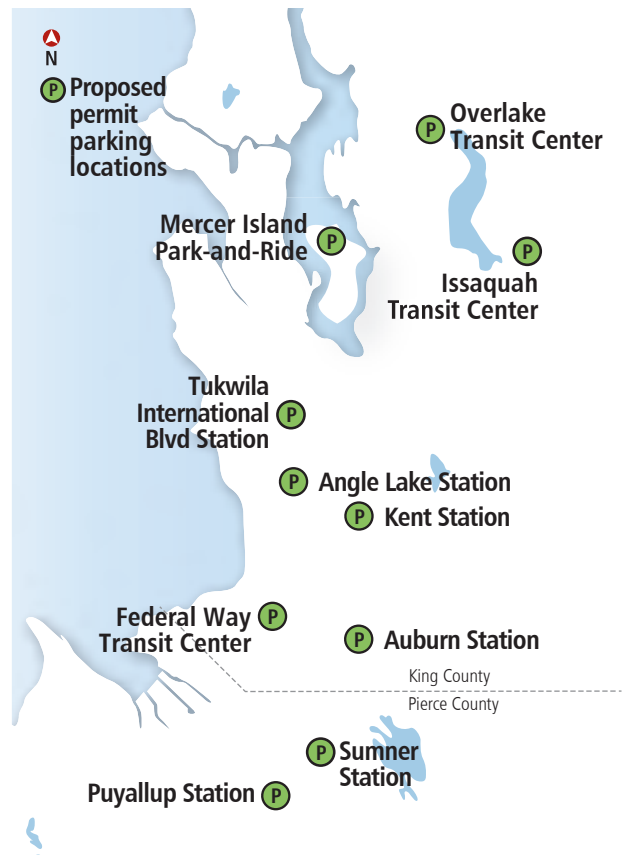 N
P Proposed
permit
parking
locations
P Overlake
Transit Center
Mercer Island
Park-and-Ride P
P
Issaquah
Transit Center
Tukwila
International
Blvd Station P
P Angle Lake Station
P Kent Station
Federal Way
Transit Center P
P Auburn Station
King County
Pierce County
P Sumner
Station
Puyallup Station P